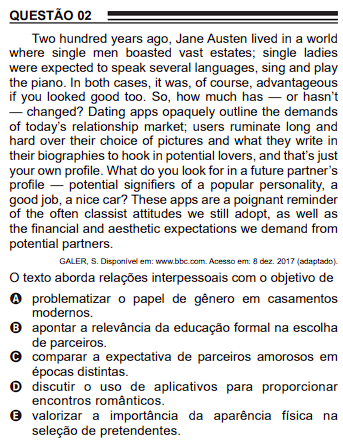 QUESTÃO 02
Two hundred years ago, Jane Austen lived in a world
where single men boasted vast estates; single ladies
were expected to speak several languages, sing and play
the piano. In both cases, it was, of course, advantageous
if you looked good too. So, how much has — or hasn't
— changed? Dating apps opaquely outline the demands
of today's relationship market; users ruminate long and
hard over their choice of pictures and what they write in
their biographies to hook in potential lovers, and that's just
your own profile. What do you look for in a future partner's
profile — potential signifiers of a popular personality, a
good job, a nice car? These apps are a poignant reminder
of the often classist attitudes we still adopt, as well as
the financial and aesthetic expectations we demand from
potential partners.
GALER, S. Disponível em: www.bbc.com. Acesso em: 8 dez. 2017 (adaptado).
O texto aborda relações interpessoais com o objetivo de
A problematizar o papel de gênero em casamentos
modernos.
B apontar a relevância da educação formal na escolha
de parceiros.
C comparar a expectativa de parceiros amorosos em
épocas distintas.
D discutir o uso de aplicativos para proporcionar
encontros românticos.
E valorizar a importância da aparência física na
seleção de pretendentes.